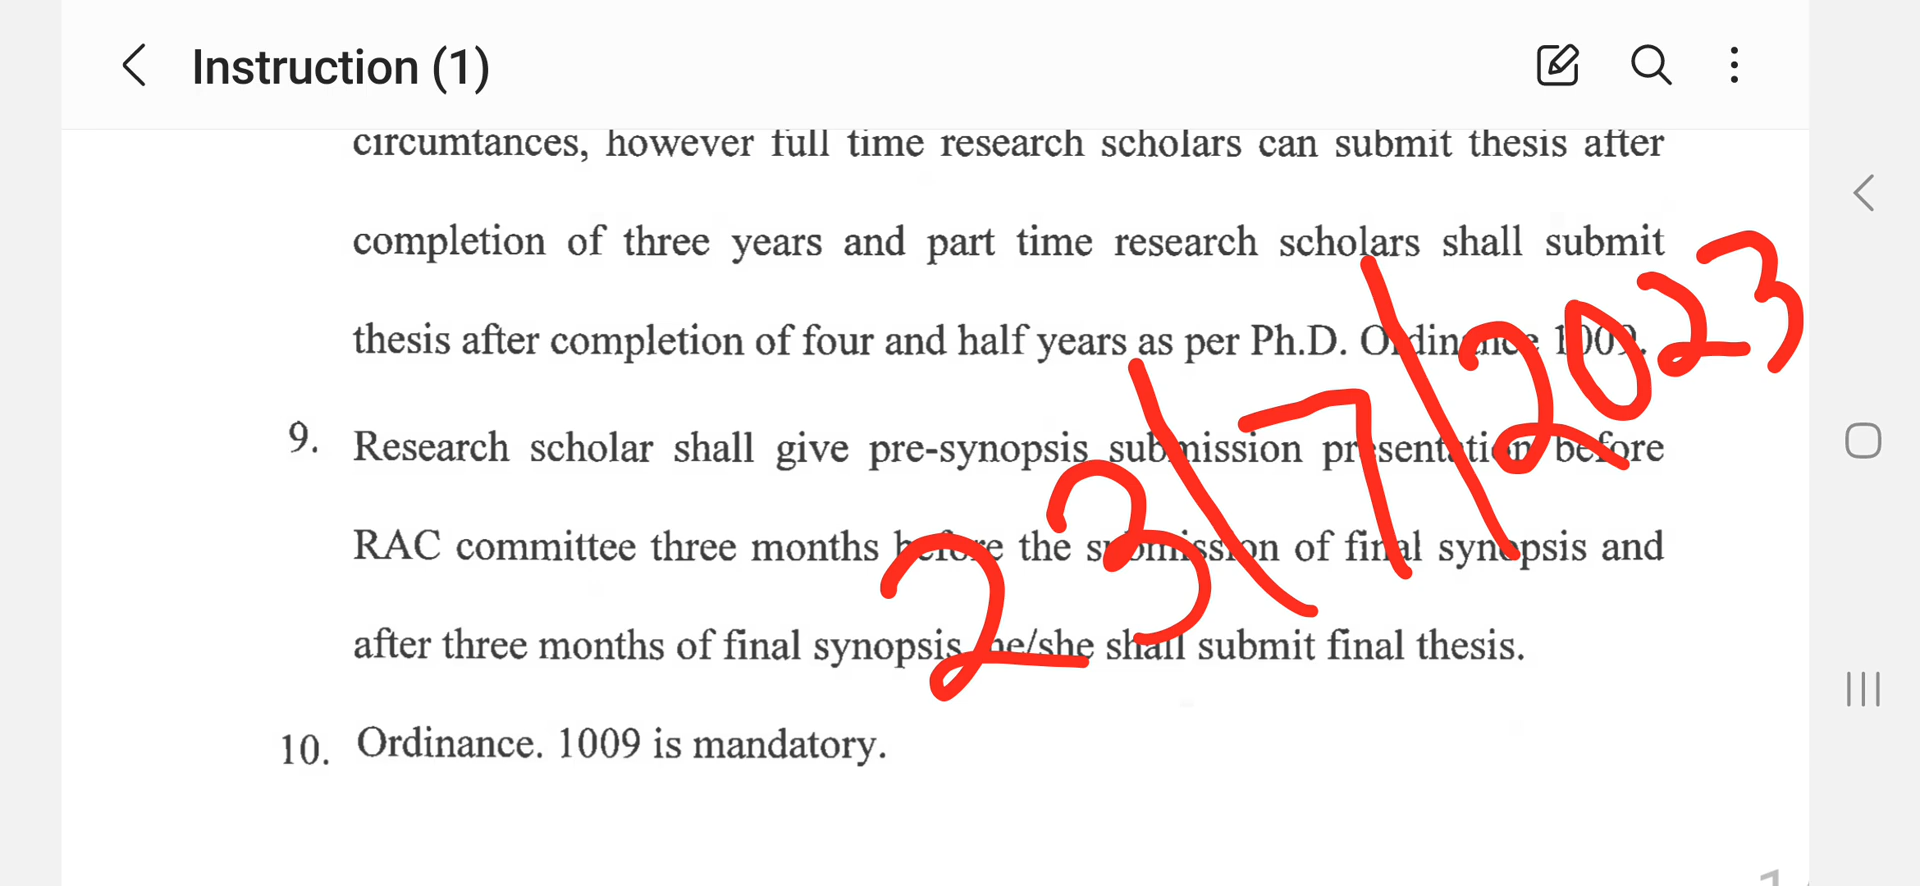 Instruction (1)
circumtances, however full time research scholars can submit thesis after
completion of three years and part time research scholars shall submit
thesis after completion of four and half years as per Ph.D. Ordinance 1009.
9. Research scholar shall give pre-synopsis submission presentation before
RAC committee three months before the submission of final synopsis and
after three months of final synopsis he/she shall submit final thesis.
10. Ordinance. 1009 is mandatory.
23/7/2023